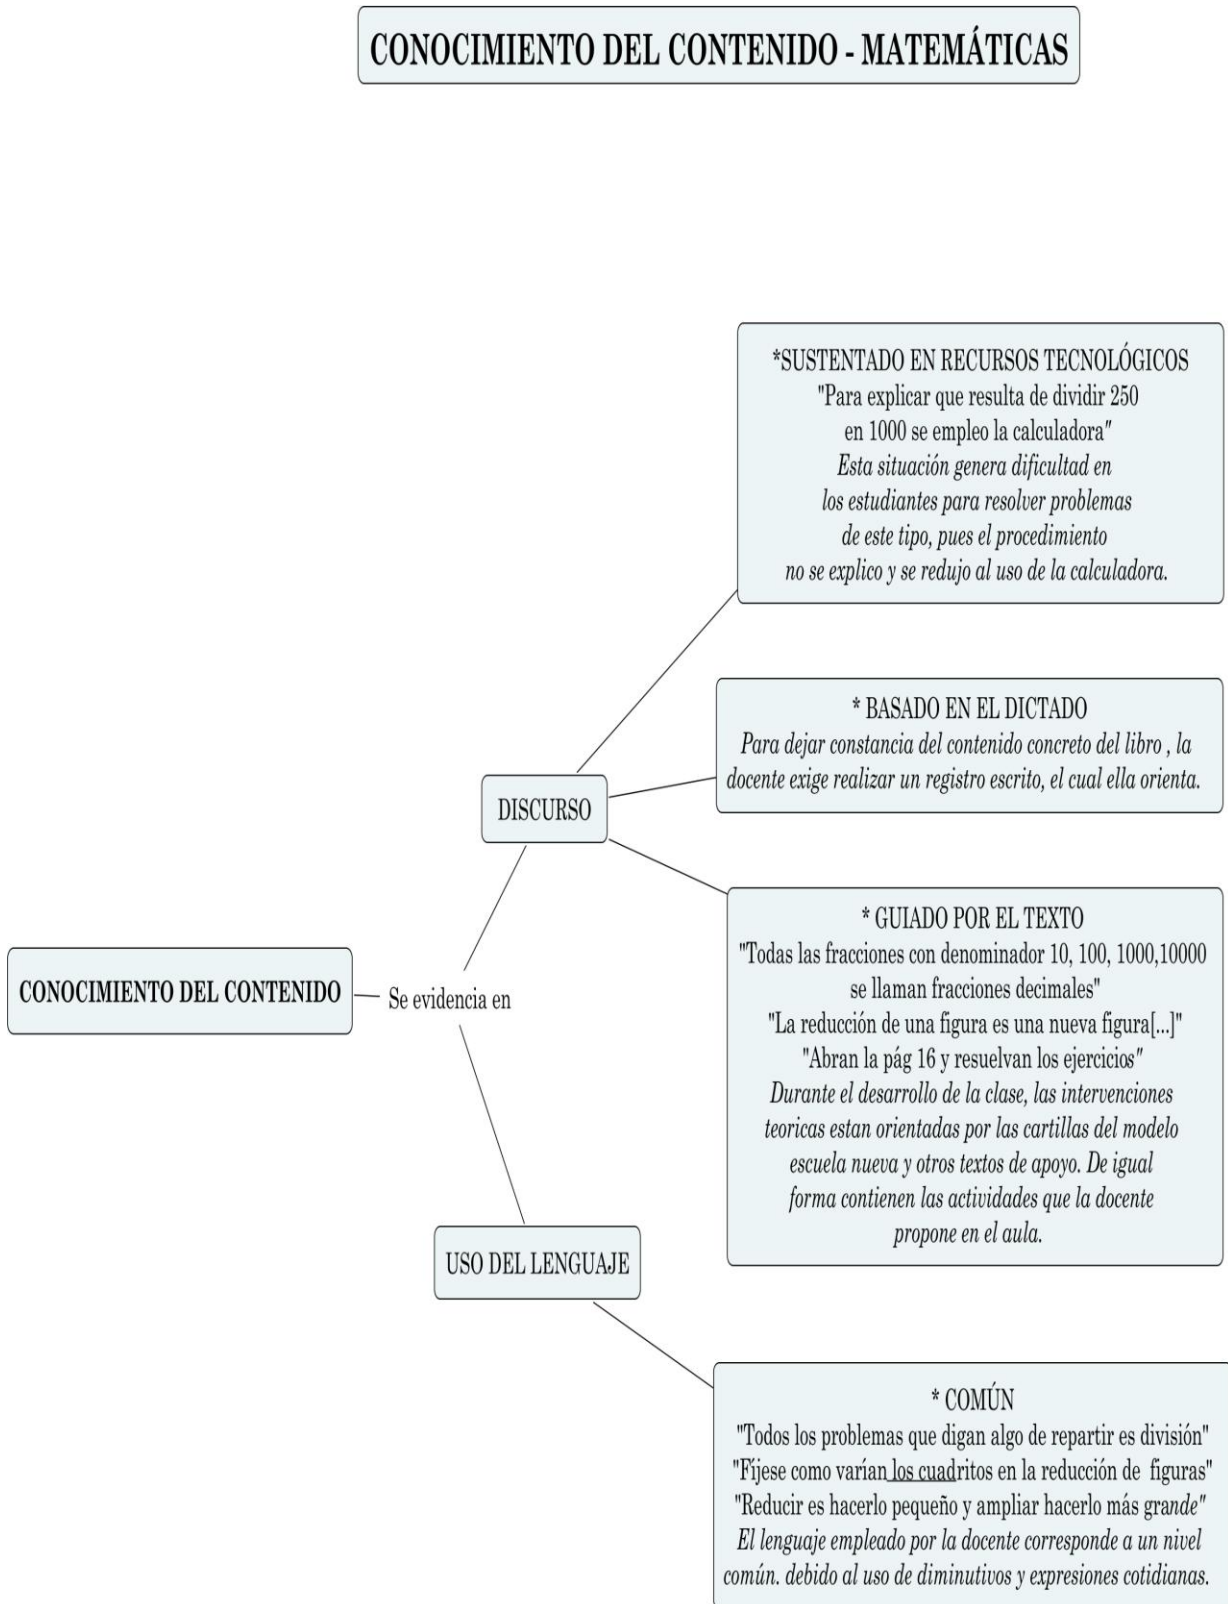 CONOCIMIENTO DEL CONTENIDO - MATEMÁTICAS
*SUSTENTADO EN RECURSOS TECNOLÓGICOS
"Para explicar que resulta de dividir 250
en 1000 se empleo la calculadora"
Esta situación genera dificultad en
los estudiantes para resolver problemas
de este tipo, pues el procedimiento
no se explico y se redujo al uso de la calculadora.
* BASADO EN EL DICTADO
Para dejar constancia del contenido concreto del libro , la
docente exige realizar un registro escrito, el cual ella orienta.
DISCURSO
* GUIADO POR EL TEXTO
"Todas las fracciones con denominador 10, 100, 1000,10000
se llaman fracciones decimales"
"La reducción de una figura es una nueva figura[...]"
"Abran la pág 16 y resuelvan los ejercicios"
Durante el desarrollo de la clase, las intervenciones
teoricas estan orientadas por las cartillas del modelo
escuela nueva y otros textos de apoyo. De igual
forma contienen las actividades que la docente
propone en el aula.
CONOCIMIENTO DEL CONTENIDO
Se evidencia en
USO DEL LENGUAJE
* COMÚN
"Todos los problemas que digan algo de repartir es división"
"Fíjese como varían los cuadritos en la reducción de figuras"
"Reducir es hacerlo pequeño y ampliar hacerlo más grande"
El lenguaje empleado por la docente corresponde a un nivel
común. debido al uso de diminutivos y expresiones cotidianas.